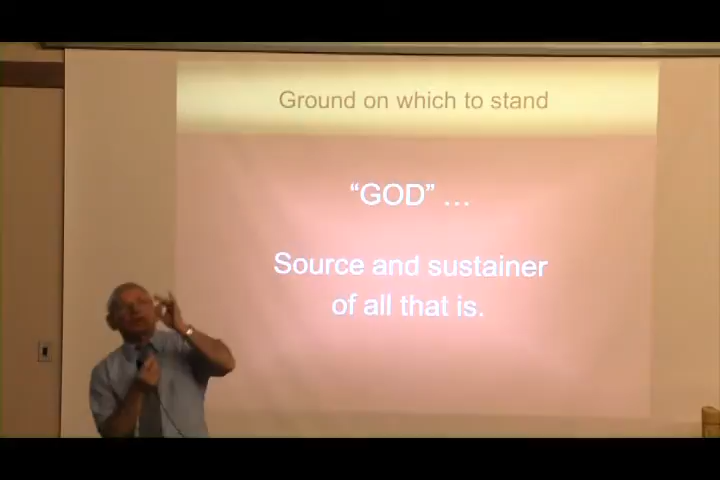 Ground on which to stand
“GOD” ...
Source and sustainer
of all that is.